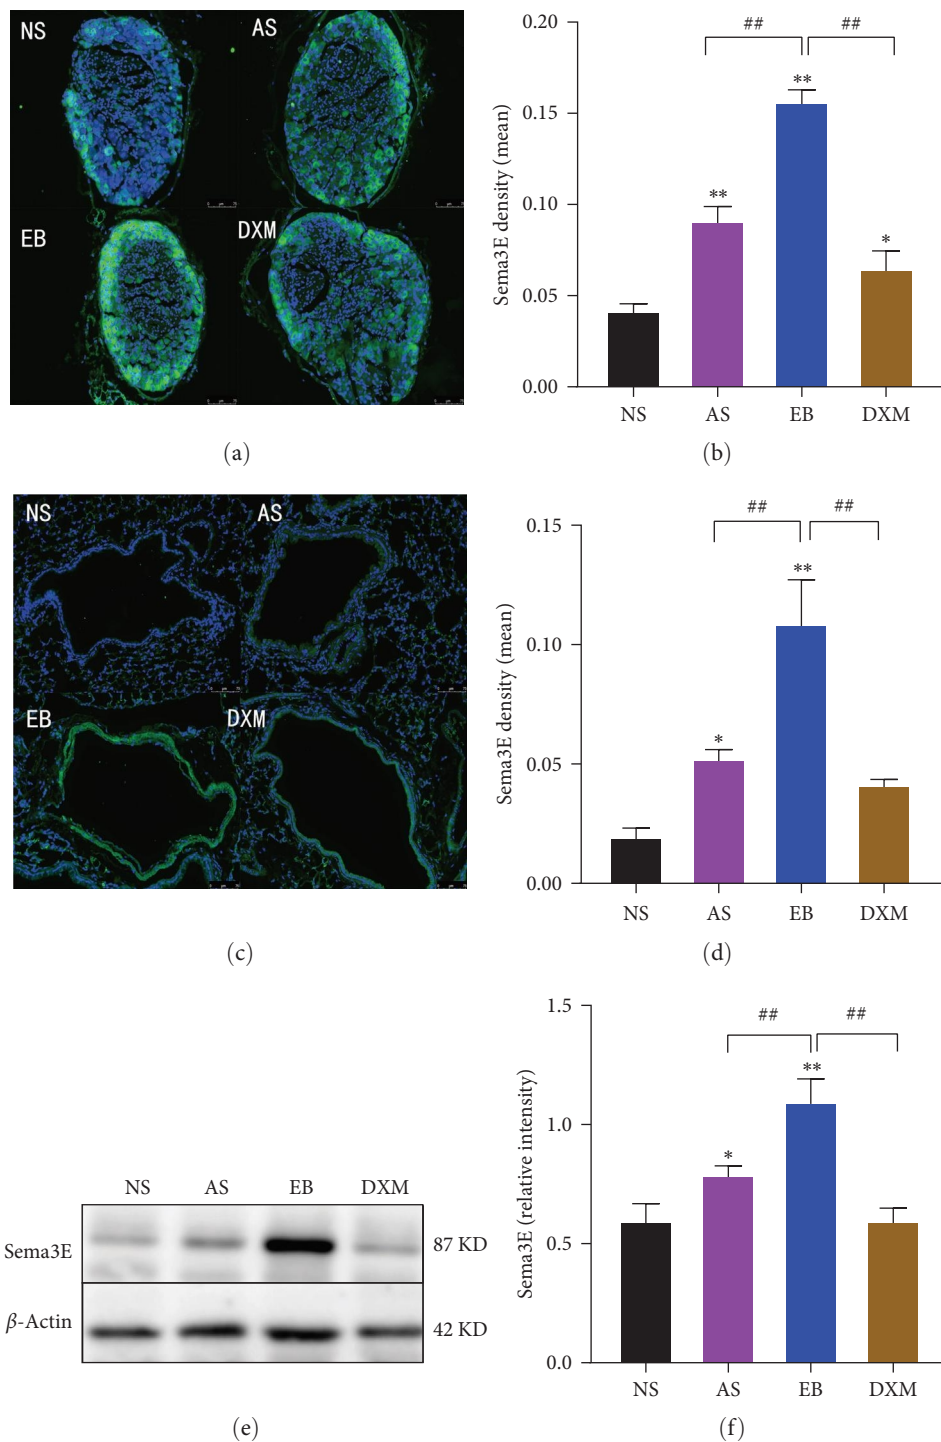 NS
AS
EB
DXM
(a)
Sema3E density (mean)
0.20
0.15
0.10
0.05
0.00
##
##
**
**
*
NS AS EB DXM
(b)
NS
AS
EB
DXM
(c)
Sema3E density (mean)
0.15
0.10
0.05
0.00
##
##
**
*
NS AS EB DXM
(d)
NS AS EB DXM
Sema3E 87 KD
β-Actin 42 KD
(e)
Sema3E (relative intensity)
1.5
1.0
0.5
0.0
##
##
**
*
NS AS EB DXM
(f)